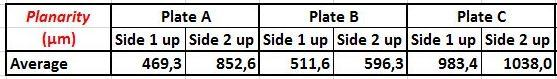 Planarity Plate A Plate B Plate C
(µm) Side 1 up Side 2 up Side 1 up Side 2 up Side 1 up Side 2 up
Average 469,3 852,6 511,6 596,3 983,4 1038,0